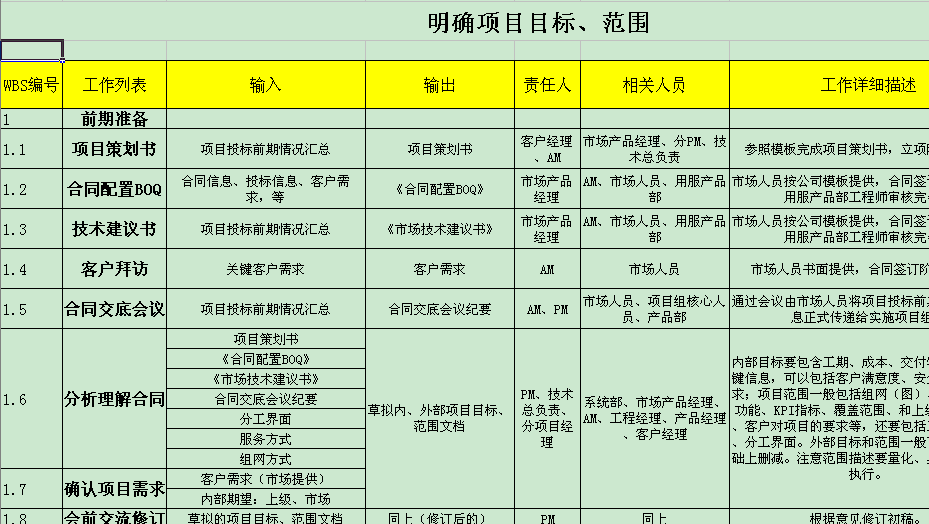 明确项目目标、范围
WBS编号 工作列表 输入 输出 责任人 相关人员 工作详细描述
1 前期准备
1.1 项目策划书 项目投标前期情况汇总 项目策划书
客户经理
、AM
市场产品经理、分PM、技
术总负责
参照模板完成项目策划书，立项
1.2 合同配置BOQ
合同信息、投标信息、客户需
求，等
《合同配置BOQ》
市场产品
经理
AM、市场人员、用服产品
部
市场人员按公司模板提供，合同签
用服产品部工程师审核完
1.3 技术建议书 项目投标前期情况汇总 《市场技术建议书》
市场产品
经理
AM、市场人员、用服产品
部
市场人员按公司模板提供，合同签
用服产品部工程师审核完
1.4 客户拜访 关键客户需求 客户需求 AM 市场人员 市场人员书面提供，合同签订阶
1.5 合同交底会议 项目投标前期情况汇总 合同交底会议纪要 AM、PM
市场人员、项目组核心人
员、产品部
通过会议由市场人员将项目投标前
息正式传递给实施项目组
1.6 分析理解合同
项目策划书
《合同配置BOQ》
《市场技术建议书》
合同交底会议纪要
分工界面
服务方式
组网方式
草拟内、外部项目目标、
范围文档
PM、技术
总负责、
分项目经
理
系统部、市场产品经理、
AM、工程经理、产品经理
、客户经理
内部目标要包含工期、成本、交付
键信息，可以包括客户满意度、安
求；项目范围一般包括组网（图）
功能、KPI指标、覆盖范围、和上
、客户对项目的要求等，还要包括
、分工界面。外部目标和范围一般
础上删减。注意范围描述要量化、
执行。
1.7 确认项目需求
客户需求（市场提供）
内部期望：上级、市场
1.8 会前交流修订 草拟的项目目标、范围文档 同上（修订后的） PM 同上 根据意见修订初稿。